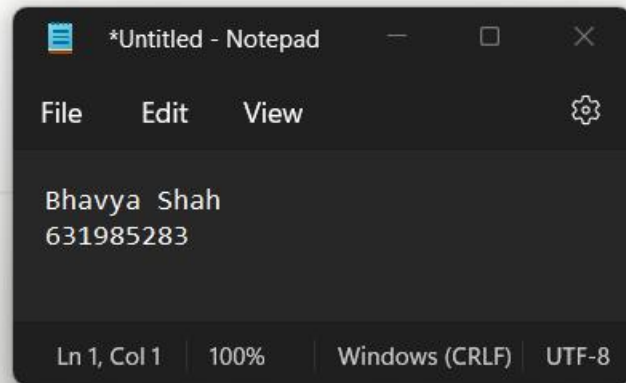 *Untitled - Notepad
File Edit View
Bhavya Shah
631985283
Ln 1, Col 1 100% Windows (CRLF) UTF-8